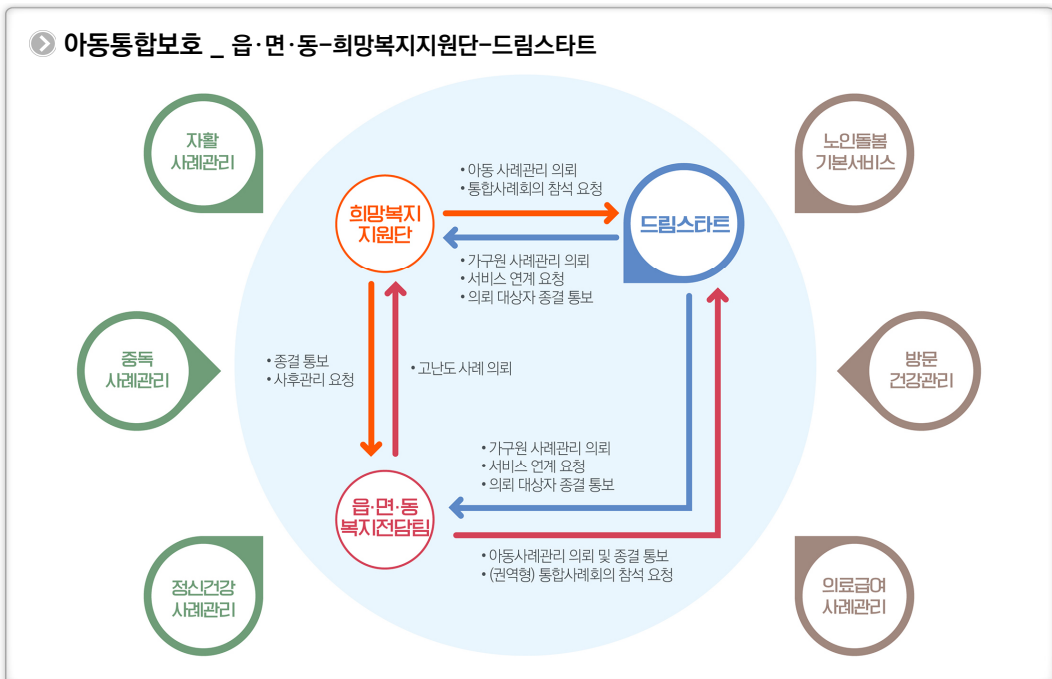 아동통합보호 _ 읍·면·동-희망복지지원단-드림스타트
자활
사례관리
노인돌봄
기본서비스
• 아동 사례관리 의뢰
• 통합사례회의 참석 요청
희망복지
지원단
드림스타트
• 가구원 사례관리 의뢰
• 서비스 연계 요청
• 의뢰 대상자 종결 통보
중독
사례관리
• 종결 통보
• 사후관리 요청
• 고난도 사례 의뢰
방문
건강관리
• 가구원 사례관리 의뢰
• 서비스 연계 요청
• 의뢰 대상자 종결 통보
읍·면·동
복지전담팀
• 아동사례관리 의뢰 및 종결 통보
• (권역형) 통합사례회의 참석 요청
정신건강
사례관리
의료급여
사례관리